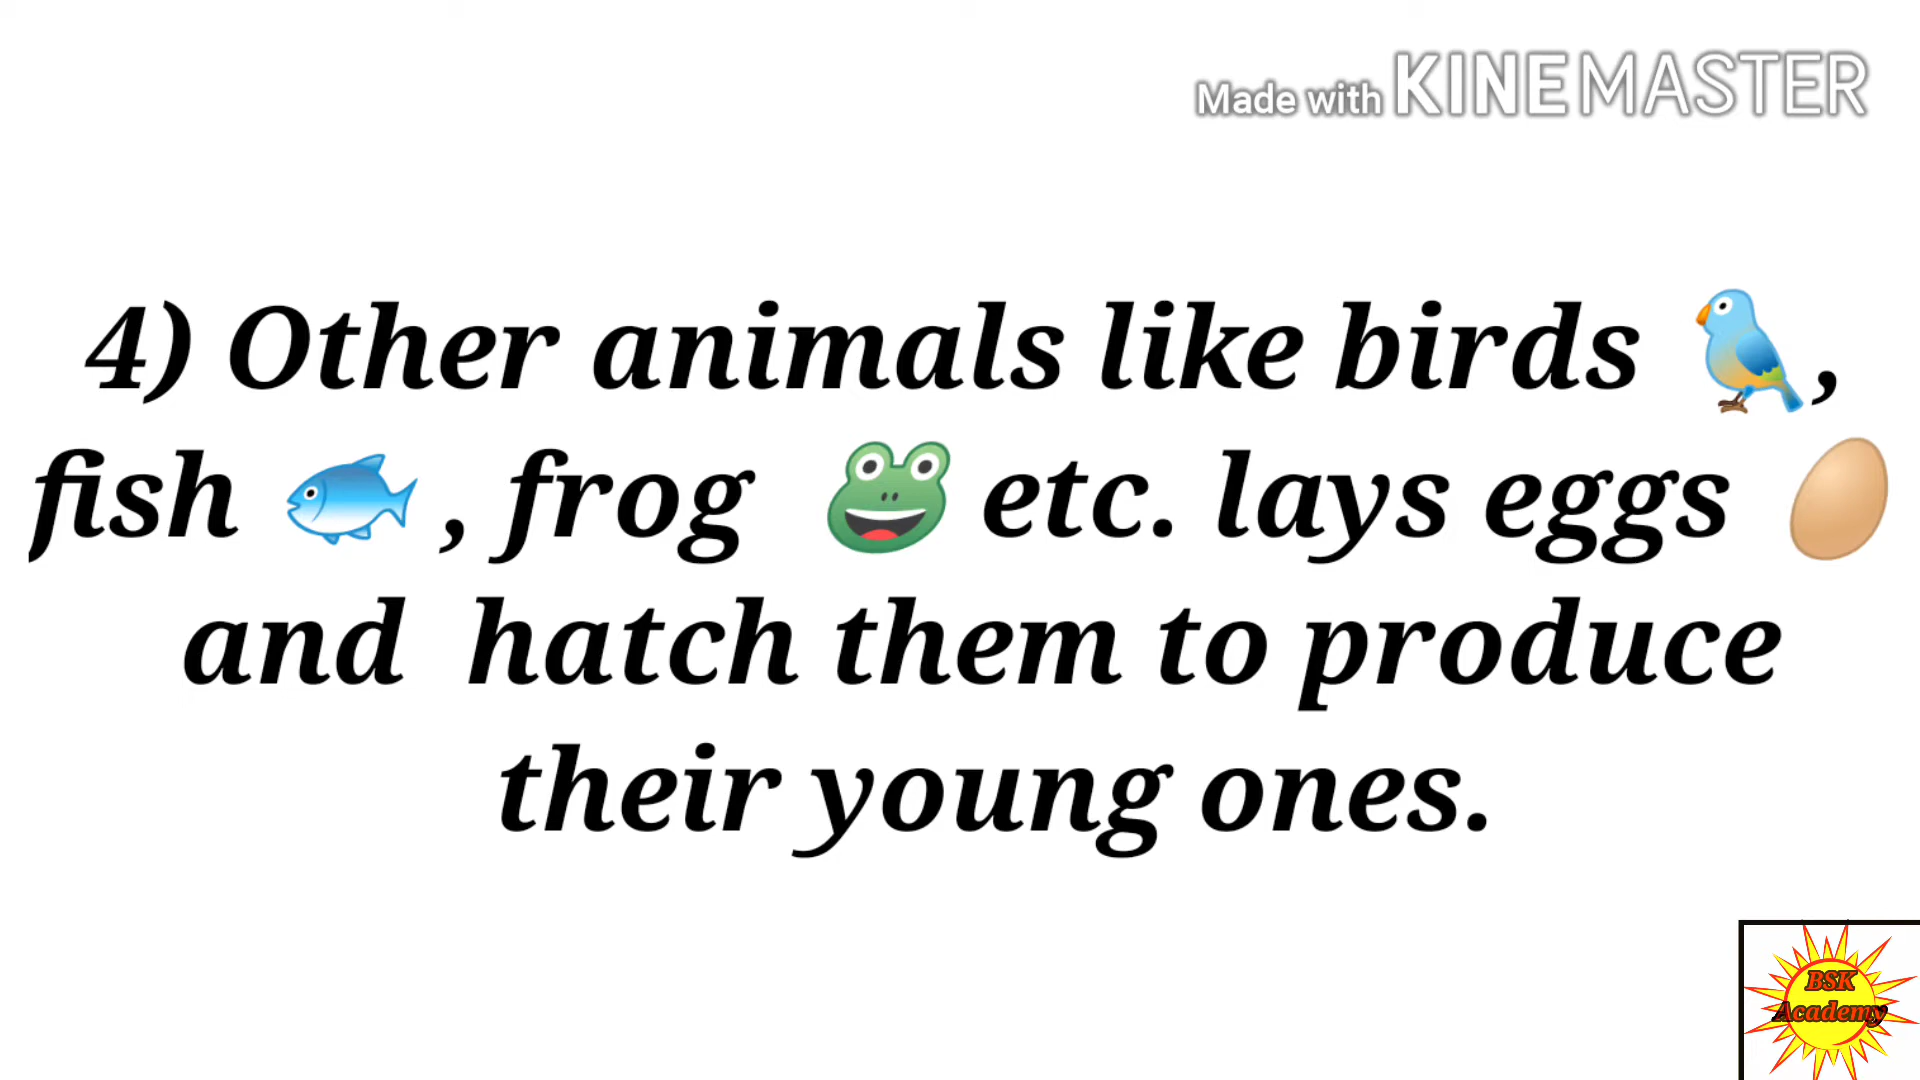 Made with KINEMASTER
4) Other animals like birds 🐦,
fish 🐟 , frog 🐸 etc. lays eggs 🥚
and hatch them to produce
their young ones.
BSK
Academy